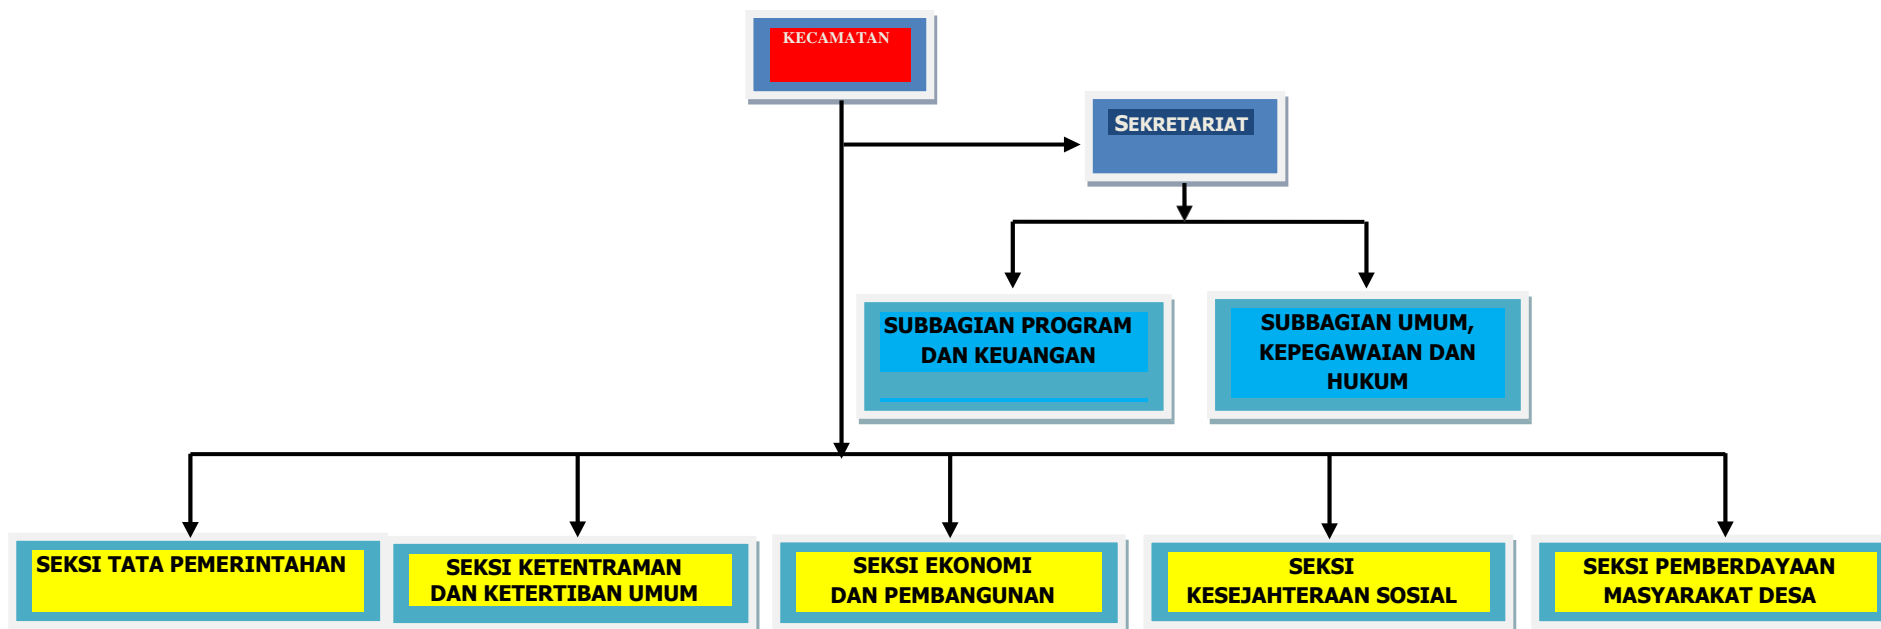 KECAMATAN
SEKRETARIAT
SUBBAGIAN PROGRAM
DAN KEUANGAN
SUBBAGIAN UMUM,
KEPEGAWAIAN DAN
HUKUM
SEKSI TATA PEMERINTAHAN
SEKSI KETENTRAMAN
DAN KETERTIBAN UMUM
SEKSI EKONOMI
DAN PEMBANGUNAN
SEKSI
KESEJAHTERAAN SOSIAL
SEKSI PEMBERDAYAAN
MASYARAKAT DESA